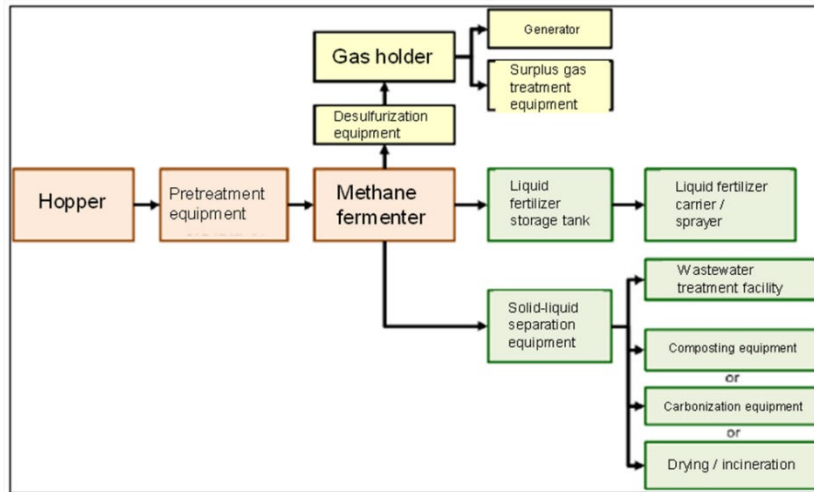 Generator
Gas holder
Surplus gas
treatment
equipment
Desulfurization
equipment
Hopper
Pretreatment
equipment
Methane
fermenter
Liquid
fertilizer
storage tank
Liquid fertilizer
carrier /
sprayer
Solid-liquid
separation
equipment
Wastewater
treatment facility
Composting equipment
or
Carbonization equipment
or
Drying / incineration